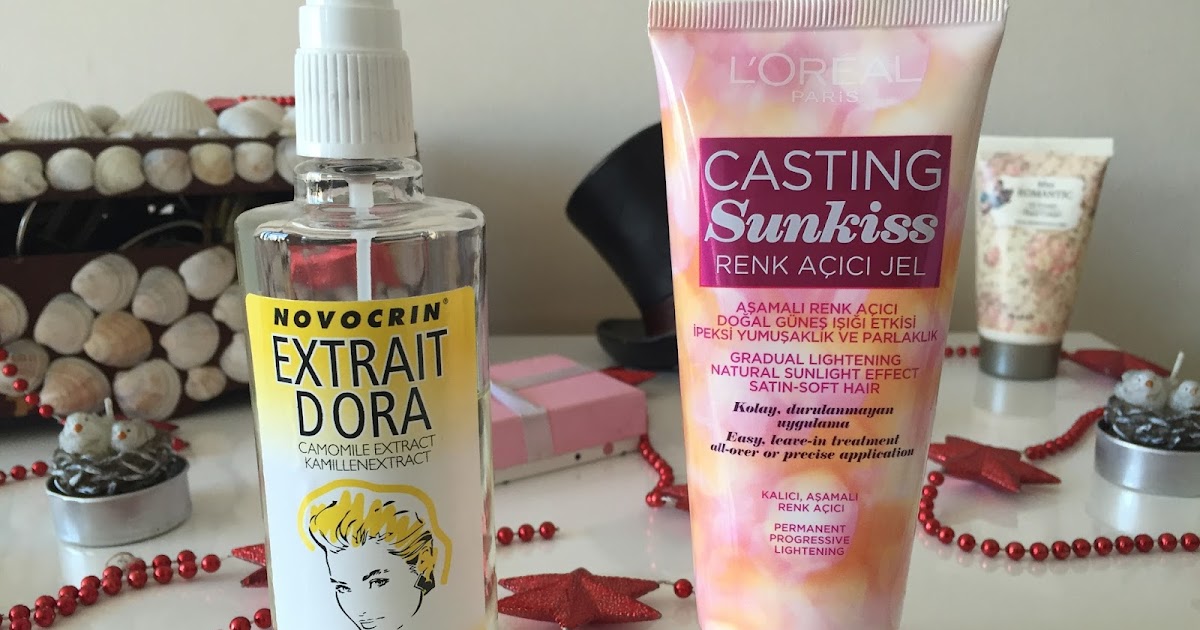 NOVOCRIN®
EXTRAIT
DORA
CAMOMILE EXTRACT
KAMILLENEXTRACT
L'ORÉAL
PARIS
CASTING
Sunkiss
RENK AÇICI JEL
AŞAMALI RENK AÇICI
DOĞAL GÜNEŞ IŞIĞI ETKİSİ
İPEKSİ YUMUŞAKLIK VE PARLAKLIK
GRADUAL LIGHTENING
NATURAL SUNLIGHT EFFECT
SATIN-SOFT HAIR
Kolay, durulanmayan
uygulama
Easy, leave-in treatment
all-over or precise application
KALICI, AŞAMALI
RENK AÇICI
PERMANENT
PROGRESSIVE
LIGHTENING
ROMANTIC